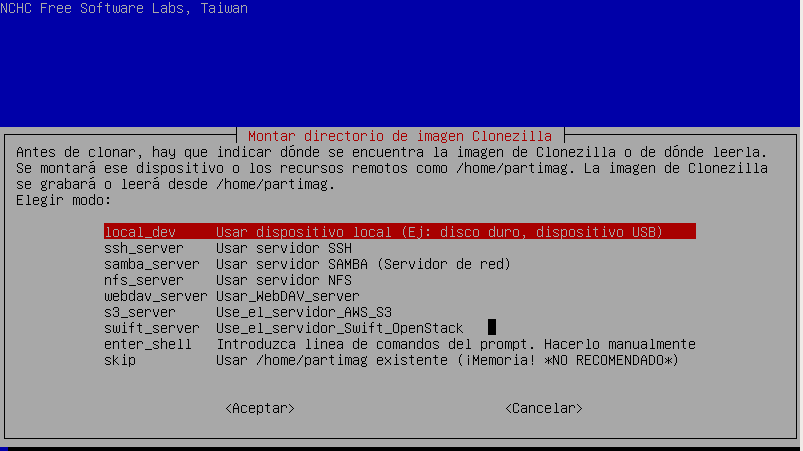 NCHC Free Software Labs, Taiwan
Montar directorio de imagen Clonezilla
Antes de clonar, hay que indicar dónde se encuentra la imagen de Clonezilla o de dónde leerla.
Se montará ese dispositivo o los recursos remotos como /home/partimag. La imagen de Clonezilla
se grabará o leerá desde /home/partimag.
Elegir modo:
local_dev Usar dispositivo local (Ej: disco duro, dispositivo USB)
ssh_server Usar servidor SSH
samba_server Usar servidor SAMBA (Servidor de red)
nfs_server Usar servidor NFS
webdav_server Usar_WebDAV_server
s3_server Use_el_servidor_AWS_S3
swift_server Use_el_servidor_Swift_OpenStack
enter_shell Introduzca linea de comandos del prompt. Hacerlo manualmente
skip Usar /home/partimag existente (¡Memoria! *NO RECOMENDADO*)
<Aceptar> <Cancelar>